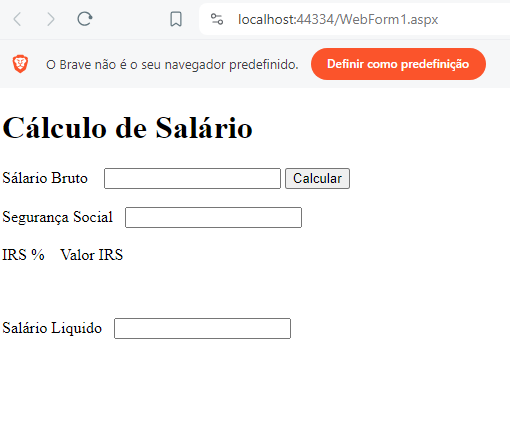 localhost:44334/WebForm1.aspx
O Brave não é o seu navegador predefinido. Definir como predefinição
Cálculo de Salário
Sálario Bruto Calcular
Segurança Social
IRS % Valor IRS
Salário Liquido